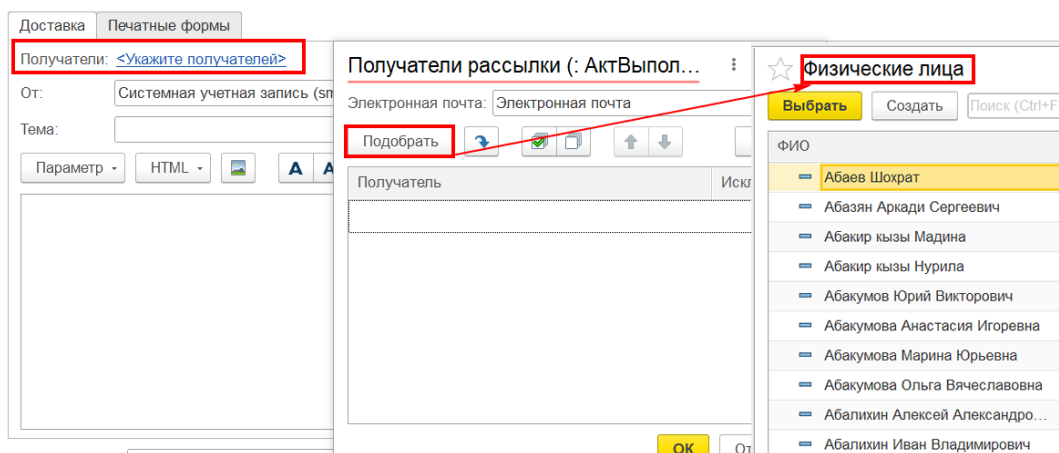 Доставка
Печатные формы
Получатели: <Укажите получателей>
От: Системная учетная запись (sm
Тема:
Параметр
HTML
A A
Получатели рассылки (: АктВыпол...
Электронная почта: Электронная почта
Подобрать
Получатель
Искл
ОК
От
Физические лица
Выбрать
Создать
Поиск (Ctrl+F
ФИО
Абаев Шохрат
Абазян Аркади Сергеевич
Абакир кызы Мадина
Абакир кызы Нурила
Абакумов Юрий Викторович
Абакумова Анастасия Игоревна
Абакумова Марина Юрьевна
Абакумова Ольга Вячеславовна
Абалихин Алексей Александро...
Абалихин Иван Владимирович